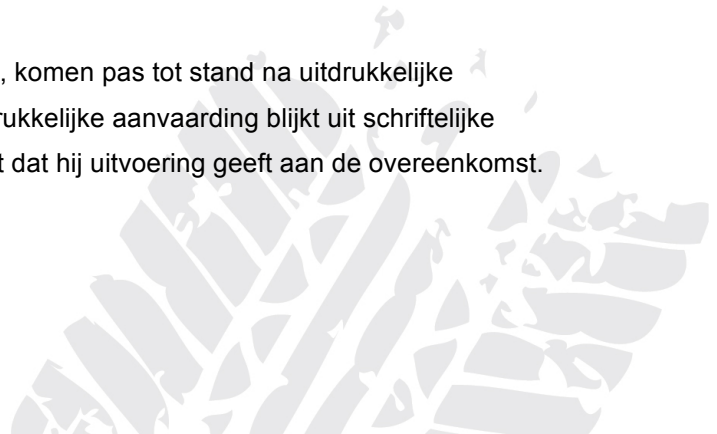 , komen pas tot stand na uitdrukkelijke
rukkelijke aanvaarding blijkt uit schriftelijke
t dat hij uitvoering geeft aan de overeenkomst.